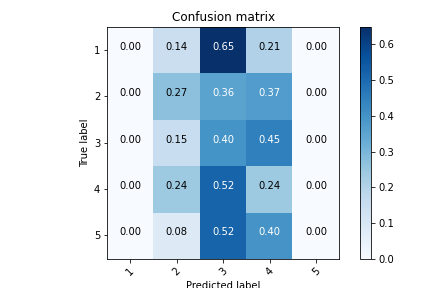 Confusion matrix
1 0.00 0.14 0.65 0.21 0.00
2 0.00 0.27 0.36 0.37 0.00
3 0.00 0.15 0.40 0.45 0.00
4 0.00 0.24 0.52 0.24 0.00
5 0.00 0.08 0.52 0.40 0.00
True label
1 2 3 4 5
Predicted label
0.6
0.5
0.4
0.3
0.2
0.1
0.0